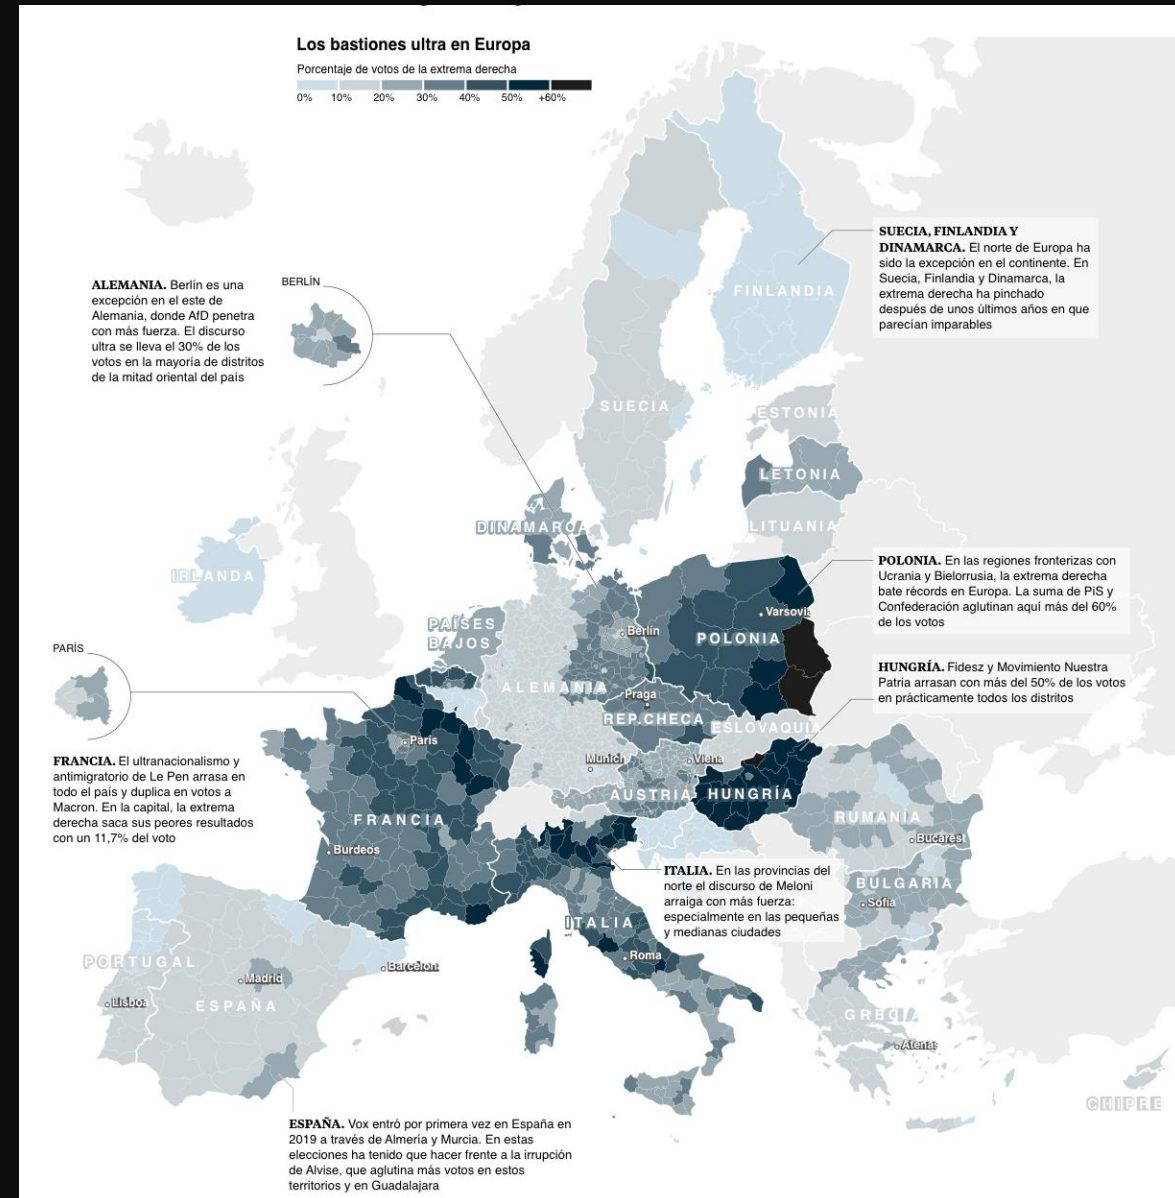 Los bastiones ultra en Europa
Porcentaje de votos de la extrema derecha
0% 10% 20% 30% 40% 50% +60%
SUECIA, FINLANDIA Y
DINAMARCA. El norte de Europa ha
sido la excepción en el continente. En
Suecia, Finlandia y Dinamarca, la
extrema derecha ha pinchado
después de unos últimos años en que
parecían imparables
ALEMANIA. Berlín es una
excepción en el este de
Alemania, donde AfD penetra
con más fuerza. El discurso
ultra se lleva el 30% de los
votos en la mayoría de distritos
de la mitad oriental del país
BERLÍN
FINLANDIA
SUECIA
ESTONIA
LETONIA
LITUANIA
DINAMARCA
IRLANDA
POLONIA. En las regiones fronterizas con
Ucrania y Bielorrusia, la extrema derecha
bate récords en Europa. La suma de PiS y
Confederación aglutinan aquí más del 60%
de los votos
Varsovia
PAÍSES
BAJOS
Berlín
POLONIA
PARÍS
HUNGRÍA. Fidesz y Movimiento Nuestra
Patria arrasan con más del 50% de los votos
en prácticamente todos los distritos
ALEMANIA
Praga
REP.CHECA
ESLOVAQUIA
París
Múnich
Viena
FRANCIA. El ultranacionalismo y
antimigratorio de Le Pen arrasa en
todo el país y duplica en votos a
Macron. En la capital, la extrema
derecha saca sus peores resultados
con un 11,7% del voto
AUSTRIA
HUNGRÍA
FRANCIA
RUMANÍA
Bucarest
Burdeos
ITALIA. En las provincias del
norte el discurso de Meloni
arraiga con más fuerza:
especialmente en las pequeñas
y medianas ciudades
BULGARIA
Sofía
ITALIA
Roma
PORTUGAL
Barcelon
Madrid
Lisboa
ESPAÑA
GRECIA
Atenas
CHIPRE
ESPAÑA. Vox entró por primera vez en España en
2019 a través de Almería y Murcia. En estas
elecciones ha tenido que hacer frente a la irrupción
de Alvise, que aglutina más votos en estos
territorios y en Guadalajara